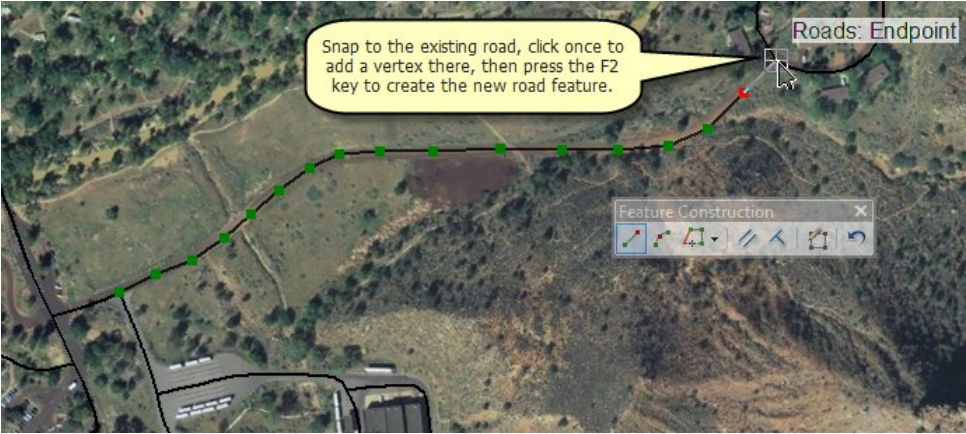 Roads: Endpoint
Snap to the existing road, click once to
add a vertex there, then press the F2
key to create the new road feature.
Feature Construction